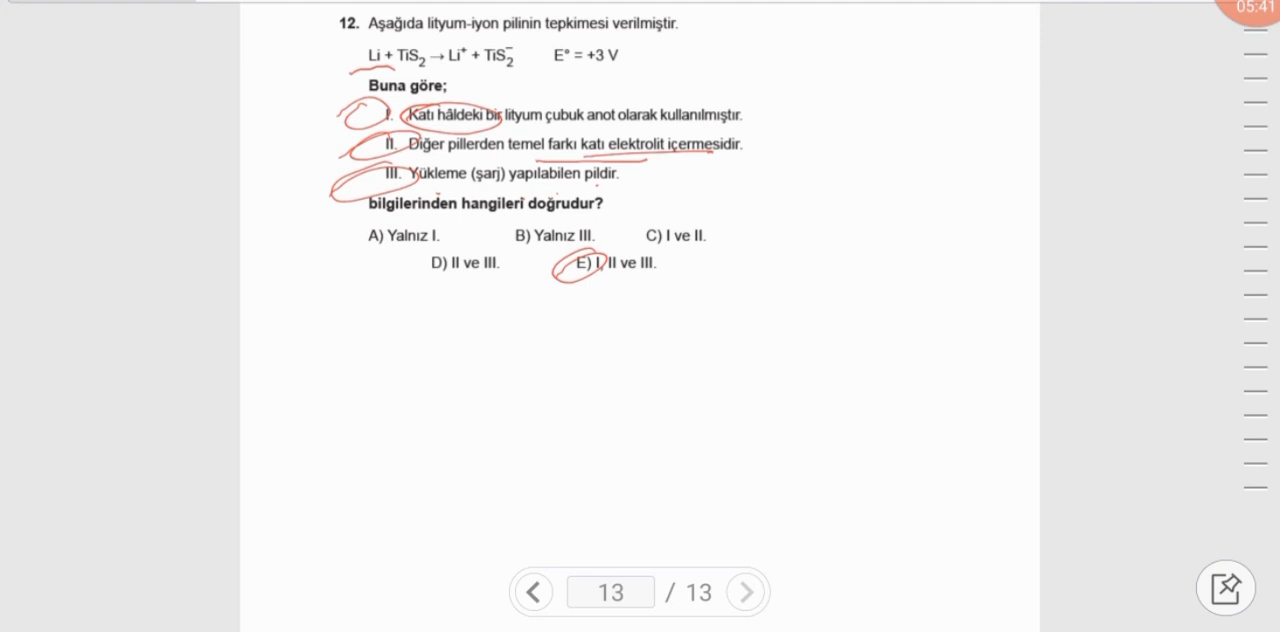 05:41
12. Aşağıda lityum-iyon pilinin tepkimesi verilmiştir.
Li + TiS₂ → Li⁺ + TiS₂⁻ E° = +3 V
Buna göre;
I. Katı hâldeki bir lityum çubuk anot olarak kullanılmıştır.
II. Diğer pillerden temel farkı katı elektrolit içermesidir.
III. Yükleme (şarj) yapılabilen pildir.
bilgilerinden hangileri doğrudur?
A) Yalnız I. B) Yalnız III. C) I ve II.
D) II ve III. E) I, II ve III.
13 / 13